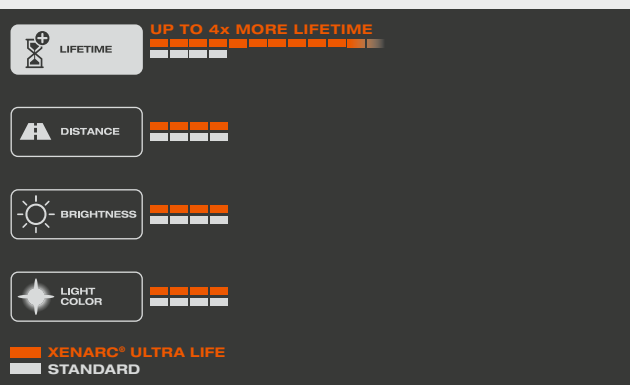 UP TO 4x MORE LIFETIME
LIFETIME
DISTANCE
BRIGHTNESS
LIGHT
COLOR
XENARC® ULTRA LIFE
STANDARD